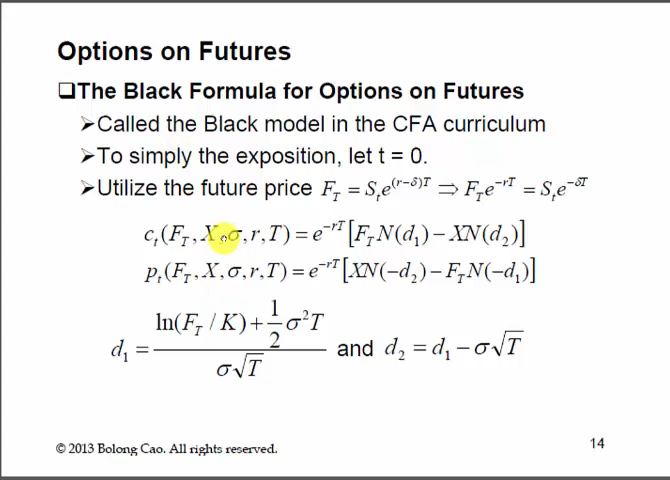 Options on Futures
❑The Black Formula for Options on Futures
➢Called the Black model in the CFA curriculum
➢To simply the exposition, let t = 0.
➢Utilize the future price F_T = S_t e^{(r−δ)T} ⇒ F_T e^{−rT} = S_t e^{−δT}
c_t(F_T, X, σ, r, T) = e^{−rT}[F_T N(d_1) − XN(d_2)]
p_t(F_T, X, σ, r, T) = e^{−rT}[XN(−d_2) − F_T N(−d_1)]
d_1 = (ln(F_T / K) + 1/2 σ^2 T) / (σ√T) and d_2 = d_1 − σ√T
© 2013 Bolong Cao. All rights reserved.
14